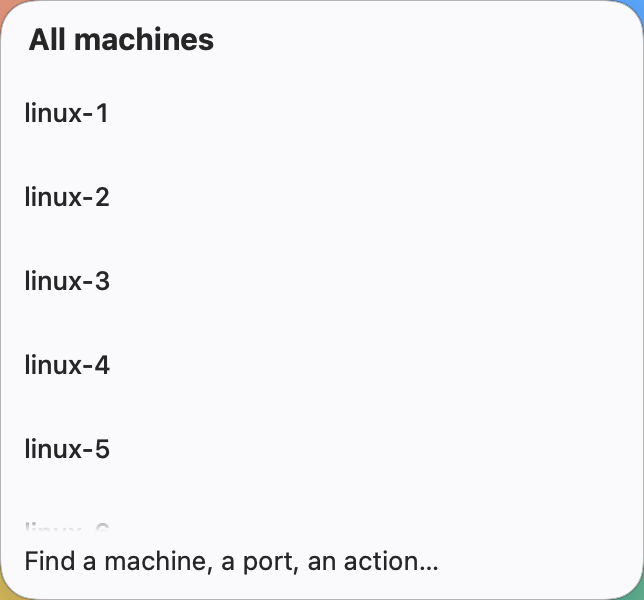 All machines
linux-1
linux-2
linux-3
linux-4
linux-5
Find a machine, a port, an action...